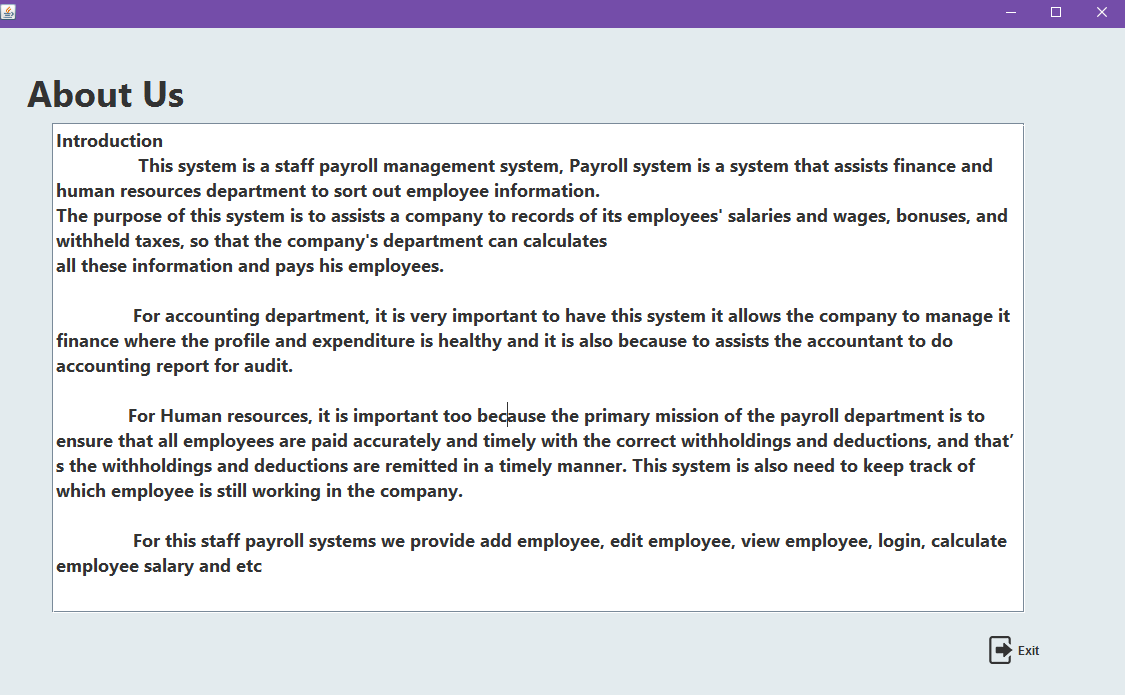 About Us
Introduction
This system is a staff payroll management system, Payroll system is a system that assists finance and
human resources department to sort out employee information.
The purpose of this system is to assists a company to records of its employees' salaries and wages, bonuses, and
withheld taxes, so that the company's department can calculates
all these information and pays his employees.
For accounting department, it is very important to have this system it allows the company to manage it
finance where the profile and expenditure is healthy and it is also because to assists the accountant to do
accounting report for audit.
For Human resources, it is important too because the primary mission of the payroll department is to
ensure that all employees are paid accurately and timely with the correct withholdings and deductions, and that’
s the withholdings and deductions are remitted in a timely manner. This system is also need to keep track of
which employee is still working in the company.
For this staff payroll systems we provide add employee, edit employee, view employee, login, calculate
employee salary and etc
Exit